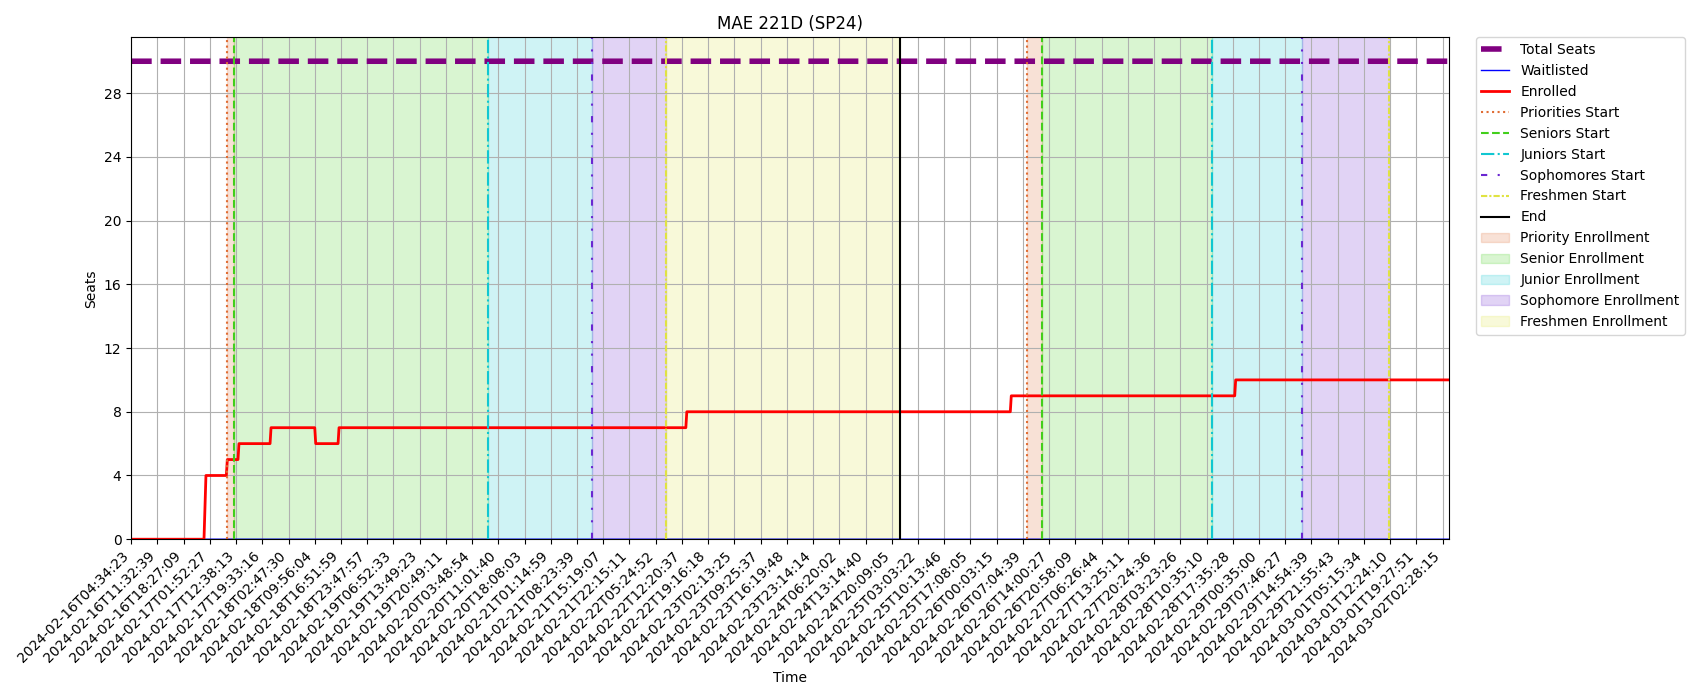 MAE 221D (SP24)
Seats
28
24
20
16
12
8
4
0
2024-02-16T04:34:23
2024-02-16T11:32:39
2024-02-16T18:27:09
2024-02-17T01:52:27
2024-02-17T12:38:13
2024-02-17T19:33:16
2024-02-18T02:47:30
2024-02-18T09:56:04
2024-02-18T16:51:59
2024-02-18T23:47:57
2024-02-19T06:52:33
2024-02-19T13:49:23
2024-02-19T20:49:11
2024-02-20T03:48:54
2024-02-20T11:01:40
2024-02-20T18:08:03
2024-02-21T01:14:59
2024-02-21T08:23:39
2024-02-21T15:19:07
2024-02-21T22:15:11
2024-02-22T05:24:52
2024-02-22T12:20:37
2024-02-22T19:16:18
2024-02-23T02:13:25
2024-02-23T09:25:37
2024-02-23T16:19:48
2024-02-23T23:14:14
2024-02-24T06:20:02
2024-02-24T13:14:40
2024-02-24T20:09:05
2024-02-25T03:03:22
2024-02-25T10:13:46
2024-02-25T17:08:05
2024-02-26T00:03:15
2024-02-26T07:04:39
2024-02-26T14:00:27
2024-02-26T20:58:09
2024-02-27T06:26:44
2024-02-27T13:25:11
2024-02-27T20:24:36
2024-02-28T03:23:26
2024-02-28T10:35:10
2024-02-28T17:35:28
2024-02-29T00:35:00
2024-02-29T07:46:27
2024-02-29T14:54:39
2024-02-29T21:55:43
2024-03-01T05:15:34
2024-03-01T12:24:10
2024-03-01T19:27:51
2024-03-02T02:28:15
Time
Total Seats
Waitlisted
Enrolled
Priorities Start
Seniors Start
Juniors Start
Sophomores Start
Freshmen Start
End
Priority Enrollment
Senior Enrollment
Junior Enrollment
Sophomore Enrollment
Freshmen Enrollment